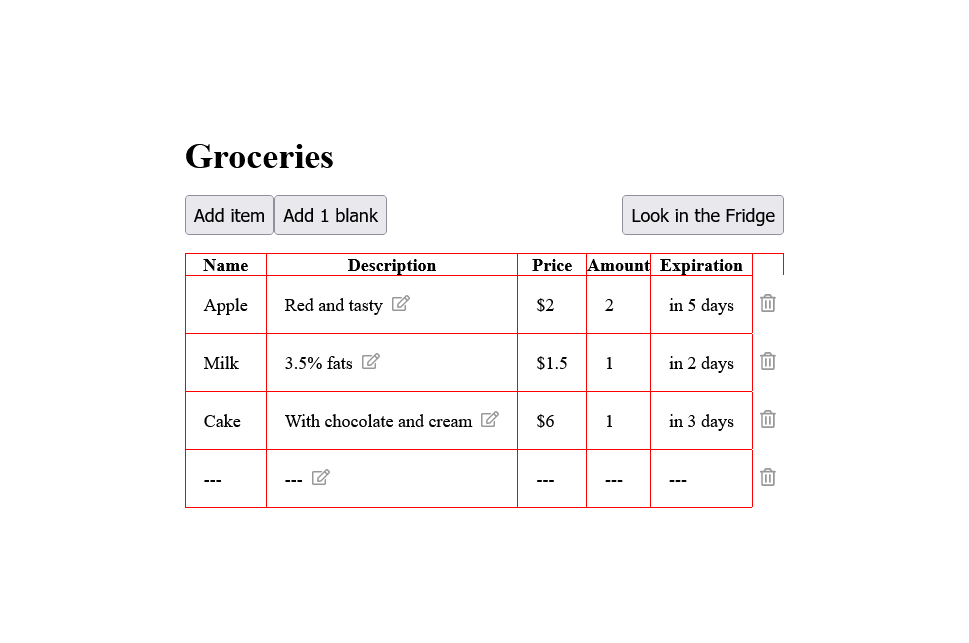 Groceries
Add item Add 1 blank Look in the Fridge
Name Description Price Amount Expiration
Apple Red and tasty $2 2 in 5 days
Milk 3.5% fats $1.5 1 in 2 days
Cake With chocolate and cream $6 1 in 3 days
--- --- --- --- ---